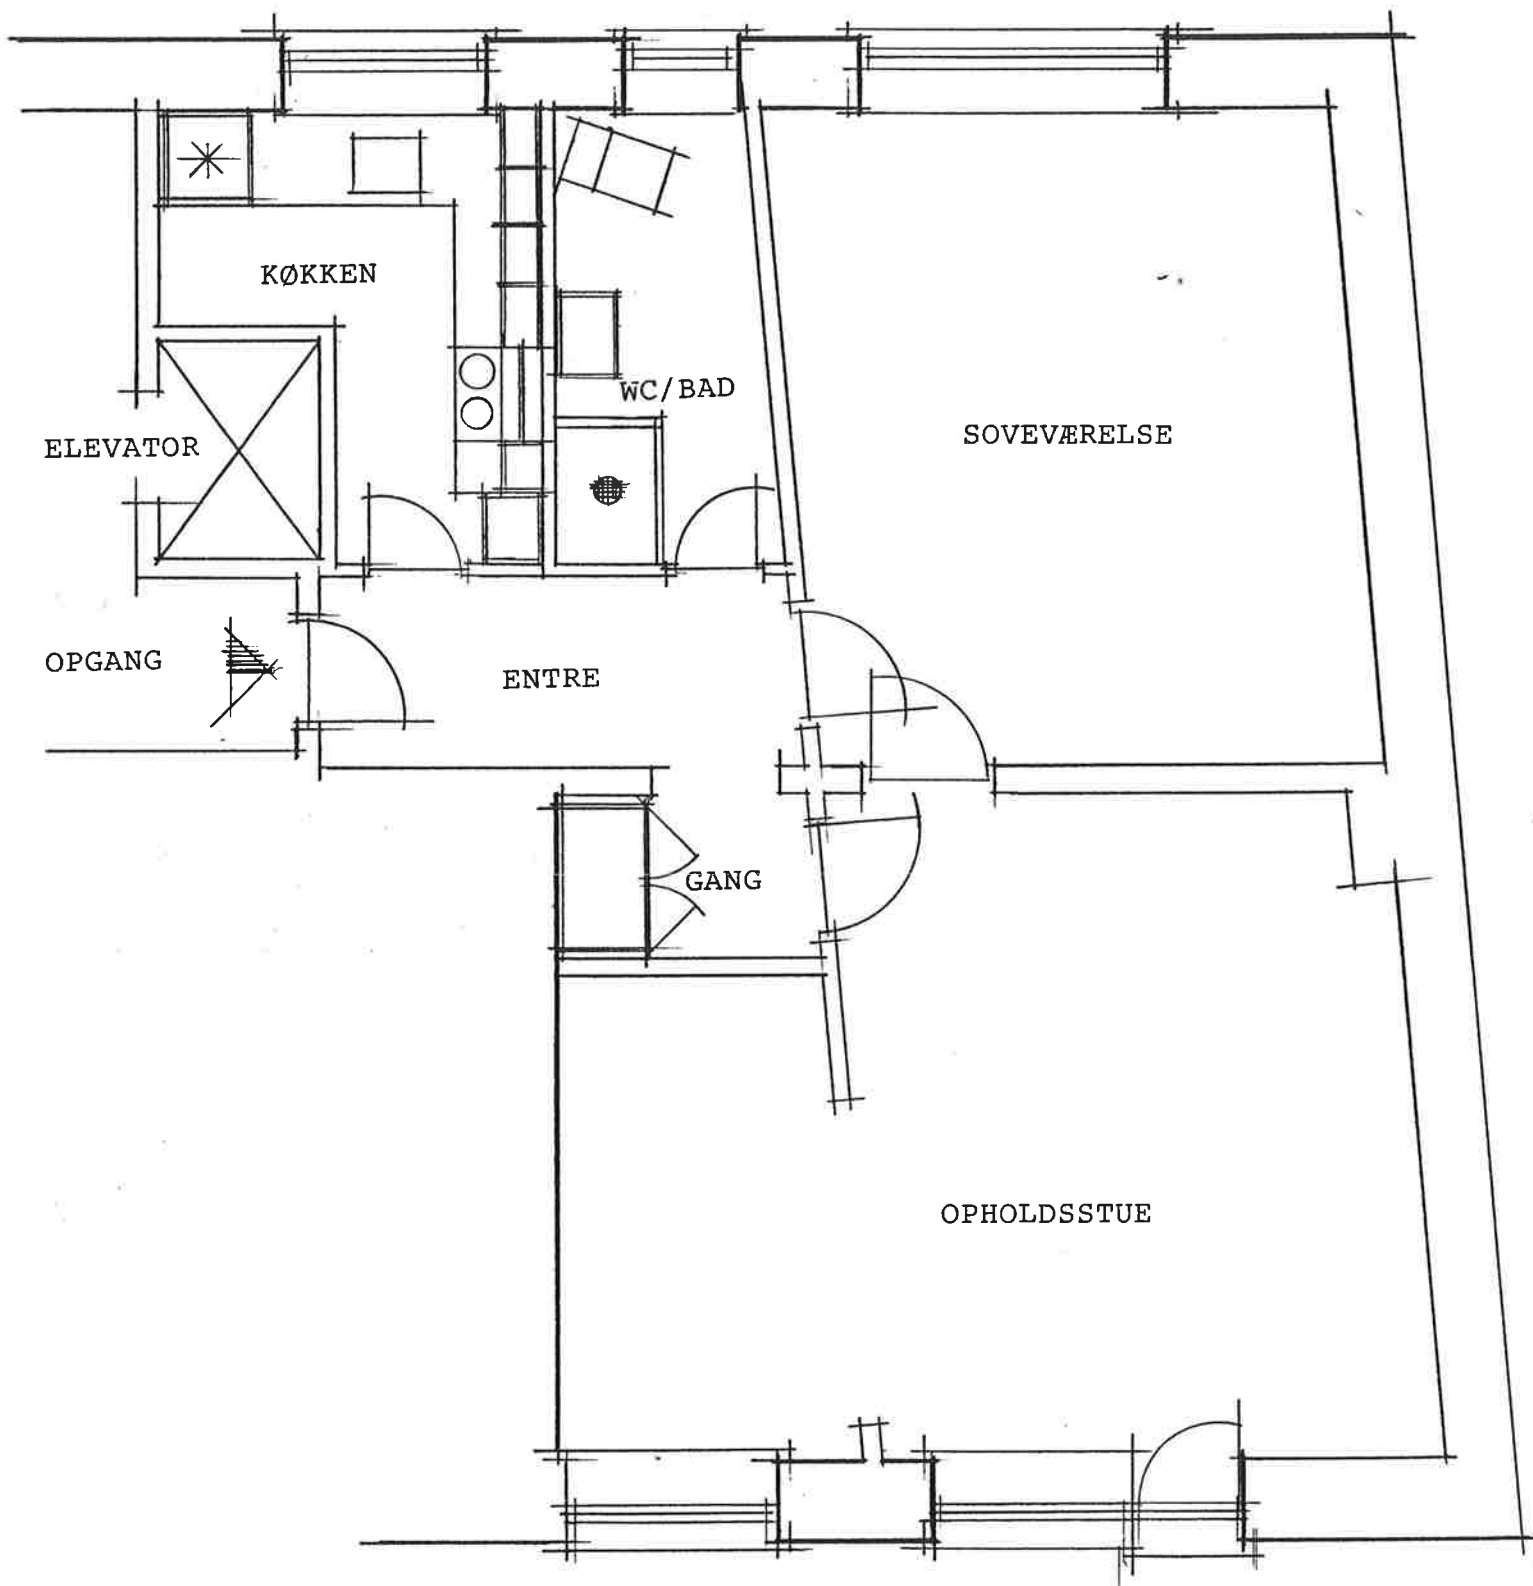 KØKKEN
WC/BAD
ELEVATOR
SOVEVÆRELSE
OPGANG
ENTRE
GANG
OPHOLDSSTUE